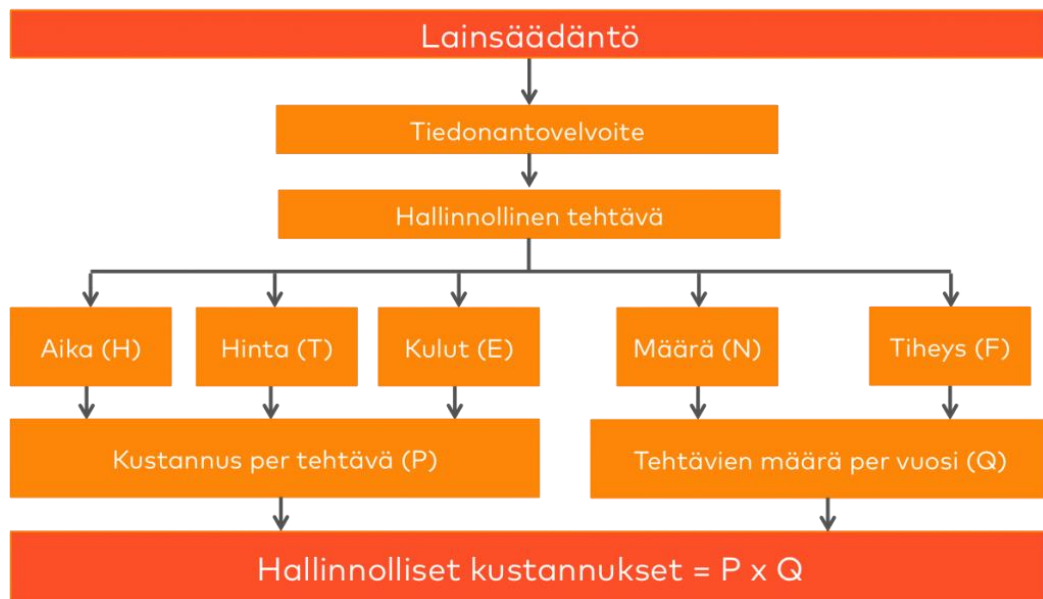 Lainsäädäntö
Tiedonantovelvoite
Hallinnollinen tehtävä
Aika (H)
Hinta (T)
Kulut (E)
Määrä (N)
Tiheys (F)
Kustannus per tehtävä (P)
Tehtävien määrä per vuosi (Q)
Hallinnolliset kustannukset = P x Q